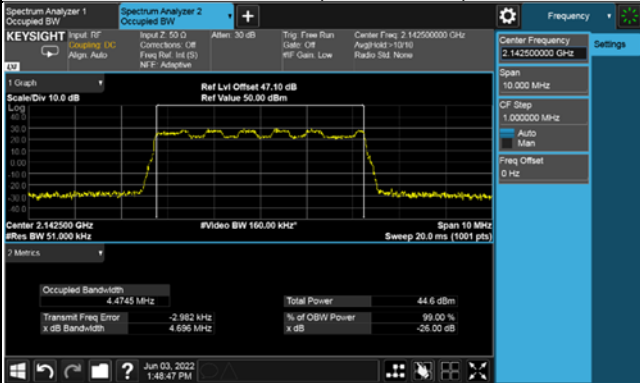 Spectrum Analyzer 1
Occupied BW
Spectrum Analyzer 2
Occupied BW
Frequency
KEYSIGHT
Input: RF
Coupling: DC
Align: Auto
Input Z: 50 Ω
Corrections: Off
Freq Ref: Int (S)
NFE: Adaptive
Atten: 30 dB
Trig: Free Run
Gate: Off
#IF Gain: Low
Center Freq: 2.142500000 GHz
Avg|Hold:>10/10
Radio Std: None
Center Frequency
2.142500000 GHz
Settings
Span
10.000 MHz
CF Step
1.000000 MHz
Auto
Man
Freq Offset
0 Hz
LXI
1 Graph
Scale/Div 10.0 dB
Ref Lvl Offset 47.10 dB
Ref Value 50.00 dBm
Log
40.0
30.0
20.0
10.0
0.00
-10.0
-20.0
-30.0
-40.0
Center 2.142500 GHz
#Res BW 51.000 kHz
#Video BW 160.00 kHz*
Span 10 MHz
Sweep 20.0 ms (1001 pts)
2 Metrics
Occupied Bandwidth
4.4745 MHz
Total Power
44.6 dBm
Transmit Freq Error
-2.982 kHz
% of OBW Power
99.00 %
x dB Bandwidth
4.696 MHz
x dB
-26.00 dB
Jun 03, 2022
1:48:47 PM